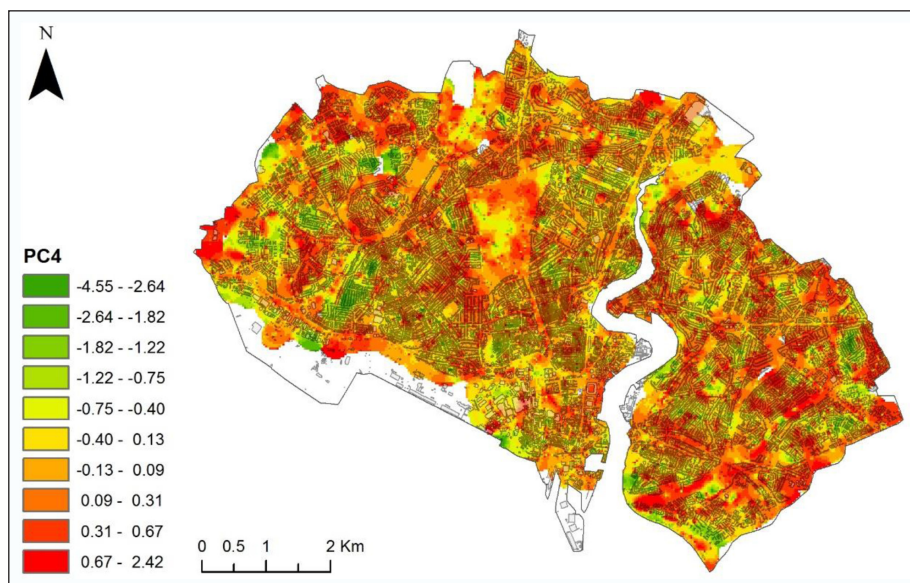 N
PC4
-4.55 - -2.64
-2.64 - -1.82
-1.82 - -1.22
-1.22 - -0.75
-0.75 - -0.40
-0.40 - 0.13
-0.13 - 0.09
0.09 - 0.31
0.31 - 0.67
0.67 - 2.42
0 0.5 1 2 Km